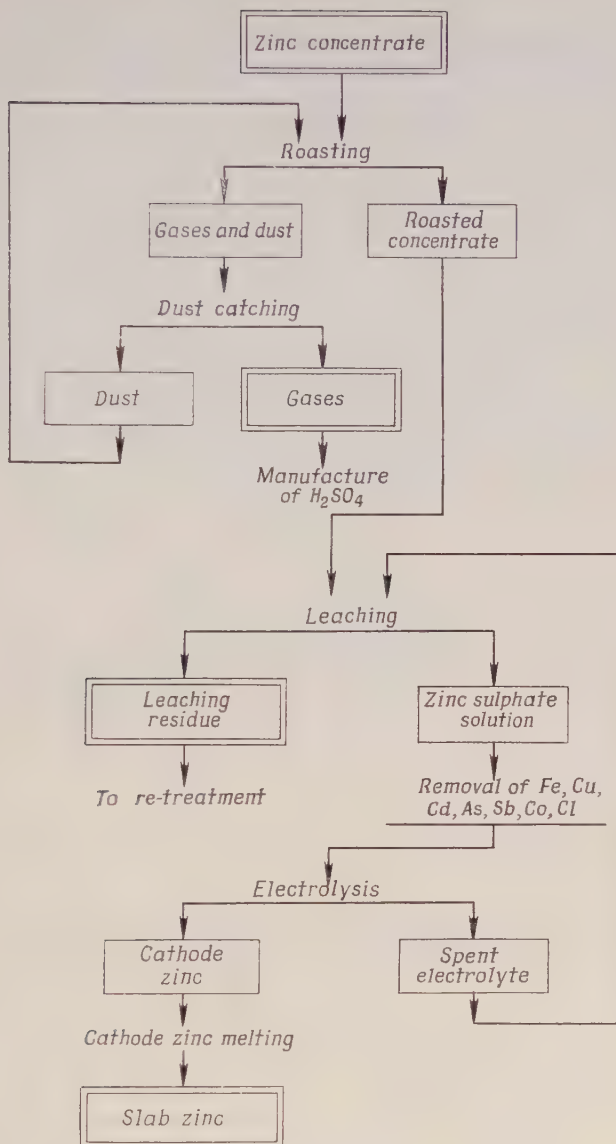 Zinc concentrate
Roasting
Gases and dust
Roasted
concentrate
Dust catching
Dust
Gases
Manufacture
of H₂SO₄
Leaching
Leaching
residue
Zinc sulphate
solution
To re-treatment
Removal of Fe, Cu,
Cd, As, Sb, Co, Cl
Electrolysis
Cathode
zinc
Spent
electrolyte
Cathode zinc melting
Slab zinc